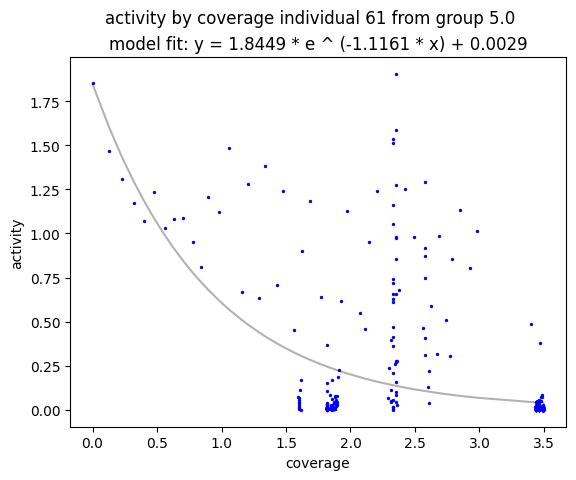 activity by coverage individual 61 from group 5.0
model fit: y = 1.8449 * e ^ (-1.1161 * x) + 0.0029
1.75
1.50
1.25
1.00
0.75
0.50
0.25
0.00
activity
0.0 0.5 1.0 1.5 2.0 2.5 3.0 3.5
coverage